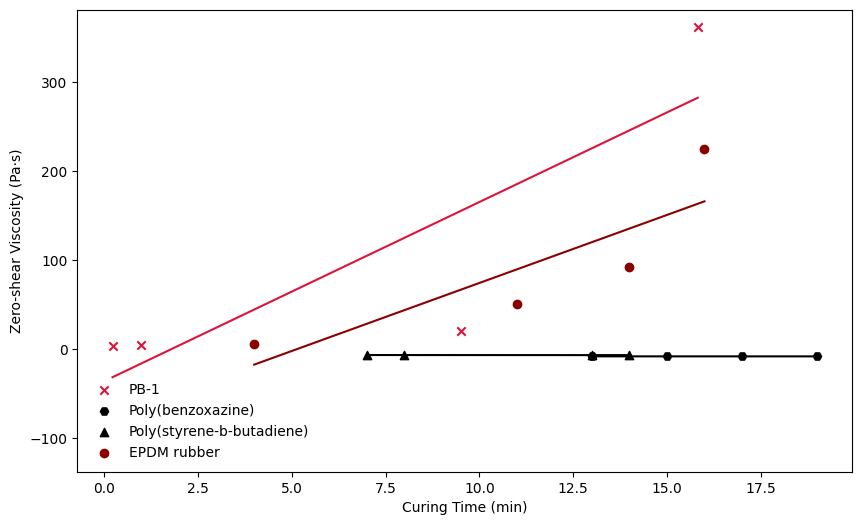 300
200
100
0
−100
Zero-shear Viscosity (Pa·s)
PB-1
Poly(benzoxazine)
Poly(styrene-b-butadiene)
EPDM rubber
0.0 2.5 5.0 7.5 10.0 12.5 15.0 17.5
Curing Time (min)